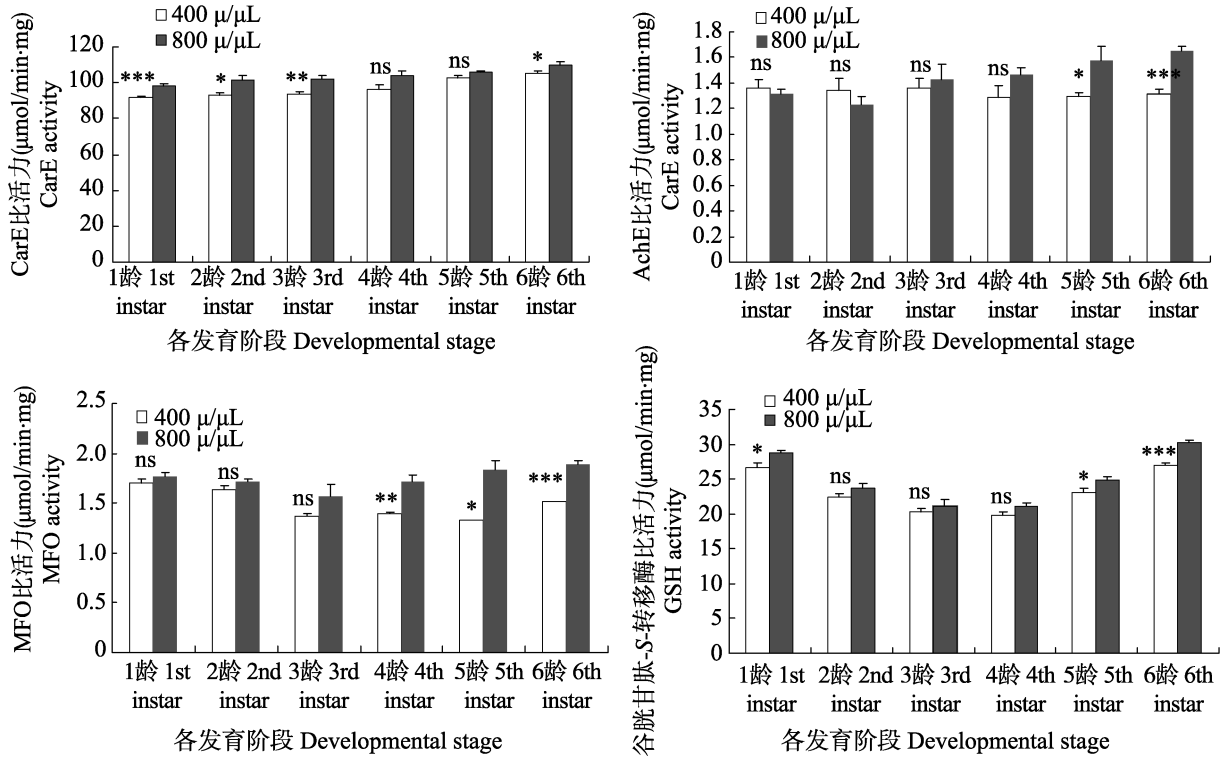 400 μ/μL
800 μ/μL
CarE比活力(μmol/min·mg)
CarE activity
120
100
80
60
40
20
0
***
*
**
ns
ns
*
1龄 1st
instar
2龄 2nd
instar
3龄 3rd
instar
4龄 4th
instar
5龄 5th
instar
6龄 6th
instar
各发育阶段 Developmental stage
400 μ/μL
800 μ/μL
AchE比活力(μmol/min·mg)
CarE activity
1.8
1.6
1.4
1.2
1.0
0.8
0.6
0.4
0.2
0
ns
ns
ns
ns
*
***
1龄 1st
instar
2龄 2nd
instar
3龄 3rd
instar
4龄 4th
instar
5龄 5th
instar
6龄 6th
instar
各发育阶段 Developmental stage
400 μ/μL
800 μ/μL
MFO比活力(μmol/min·mg)
MFO activity
2.5
2.0
1.5
1.0
0.5
0
ns
ns
ns
**
*
***
1龄 1st
instar
2龄 2nd
instar
3龄 3rd
instar
4龄 4th
instar
5龄 5th
instar
6龄 6th
instar
各发育阶段 Developmental stage
400 μ/μL
800 μ/μL
谷胱甘肽-S-转移酶比活力(μmol/min·mg)
GSH activity
35
30
25
20
15
10
5
0
*
ns
ns
ns
*
***
1龄 1st
instar
2龄 2nd
instar
3龄 3rd
instar
4龄 4th
instar
5龄 5th
instar
6龄 6th
instar
各发育阶段 Developmental stage